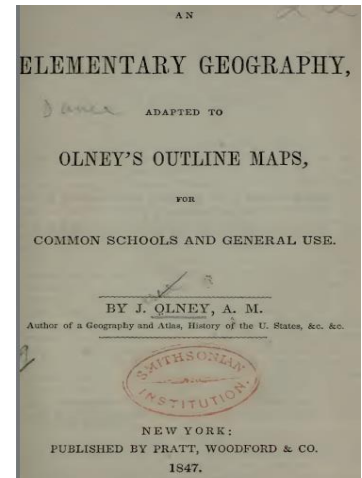 AN
ELEMENTARY GEOGRAPHY,
ADAPTED TO
OLNEY'S OUTLINE MAPS,
FOR
COMMON SCHOOLS AND GENERAL USE.
BY J. OLNEY, A. M.
Author of a Geography and Atlas, History of the U. States, &c. &c.
SMITHSONIAN
INSTITUTION.
NEW YORK:
PUBLISHED BY PRATT, WOODFORD & CO.
1847.